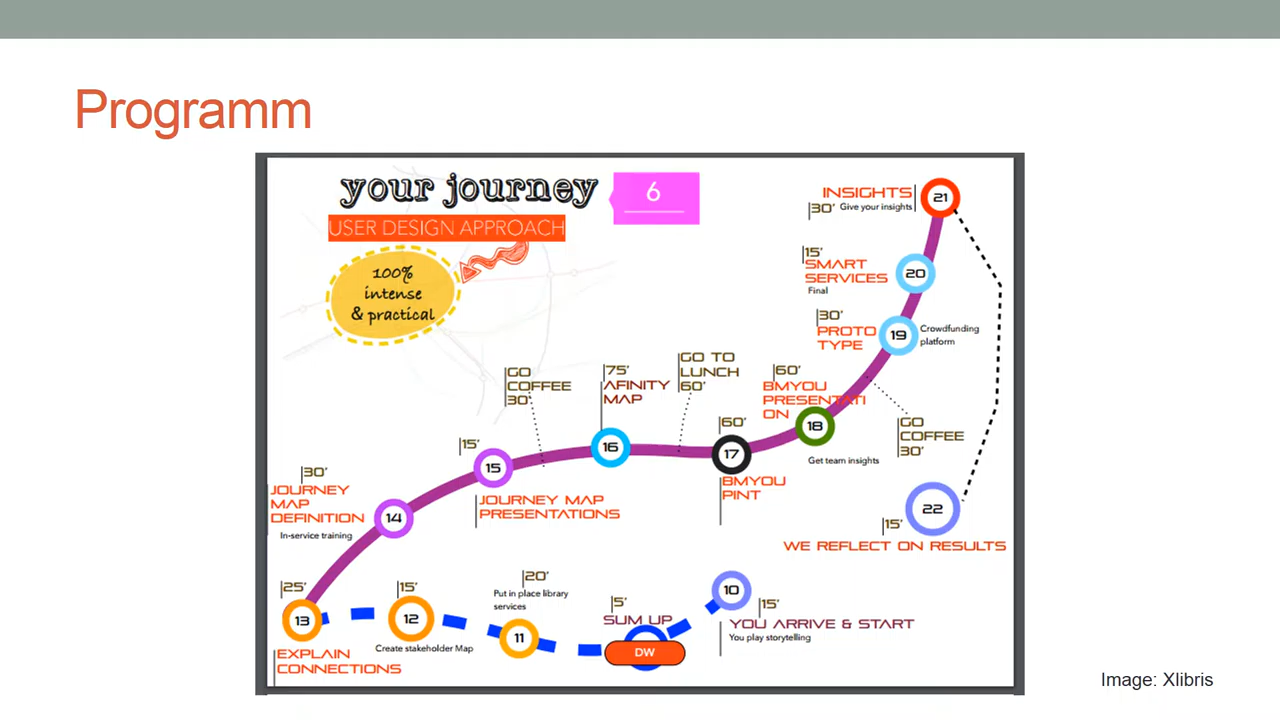 Programm
your journey
6
USER DESIGN APPROACH
100%
intense
& practical
INSIGHTS
21
30' Give your insights
15'
SMART
SERVICES
20
Final
30'
PROTO
TYPE
19
Crowdfunding
platform
GO
COFFEE
30'
75'
AFINITY
MAP
GO TO
LUNCH
60'
60'
BMYOU
PRESENTATI
ON
18
Get team insights
GO
COFFEE
30'
15'
15
JOURNEY MAP
PRESENTATIONS
16
60'
17
BMYOU
PINT
30'
JOURNEY
MAP
DEFINITION
14
In-service training
22
15'
WE REFLECT ON RESULTS
25'
13
EXPLAIN
CONNECTIONS
15'
12
Create stakeholder Map
20'
Put in place library
services
11
5'
SUM UP
DW
10
15'
YOU ARRIVE & START
You play storytelling
Image: Xlibris